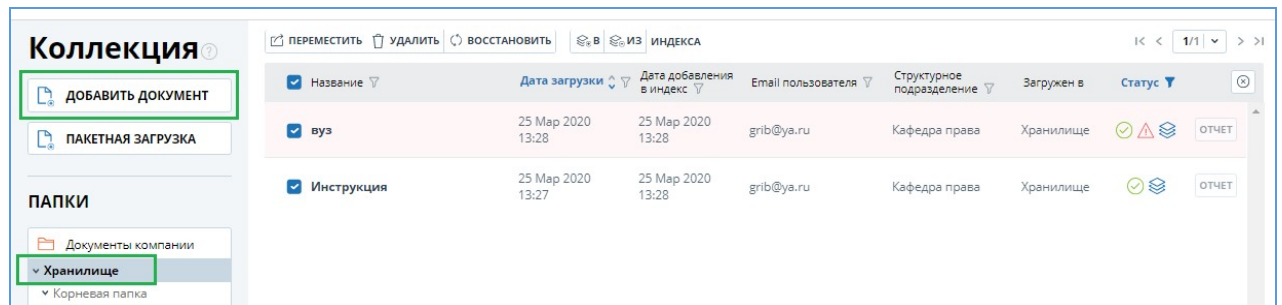 Коллекция
ДОБАВИТЬ ДОКУМЕНТ
ПАКЕТНАЯ ЗАГРУЗКА
ПАПКИ
Документы компании
Хранилище
Корневая папка
ПЕРЕМЕСТИТЬ УДАЛИТЬ ВОССТАНОВИТЬ В ИЗ ИНДЕКСА
1/1
Название Дата загрузки Дата добавления в индекс Email пользователя Структурное подразделение Загружен в Статус
вуз 25 Мар 2020 13:28 25 Мар 2020 13:28 grib@ya.ru Кафедра права Хранилище ОТЧЕТ
Инструкция 25 Мар 2020 13:27 25 Мар 2020 13:28 grib@ya.ru Кафедра права Хранилище ОТЧЕТ